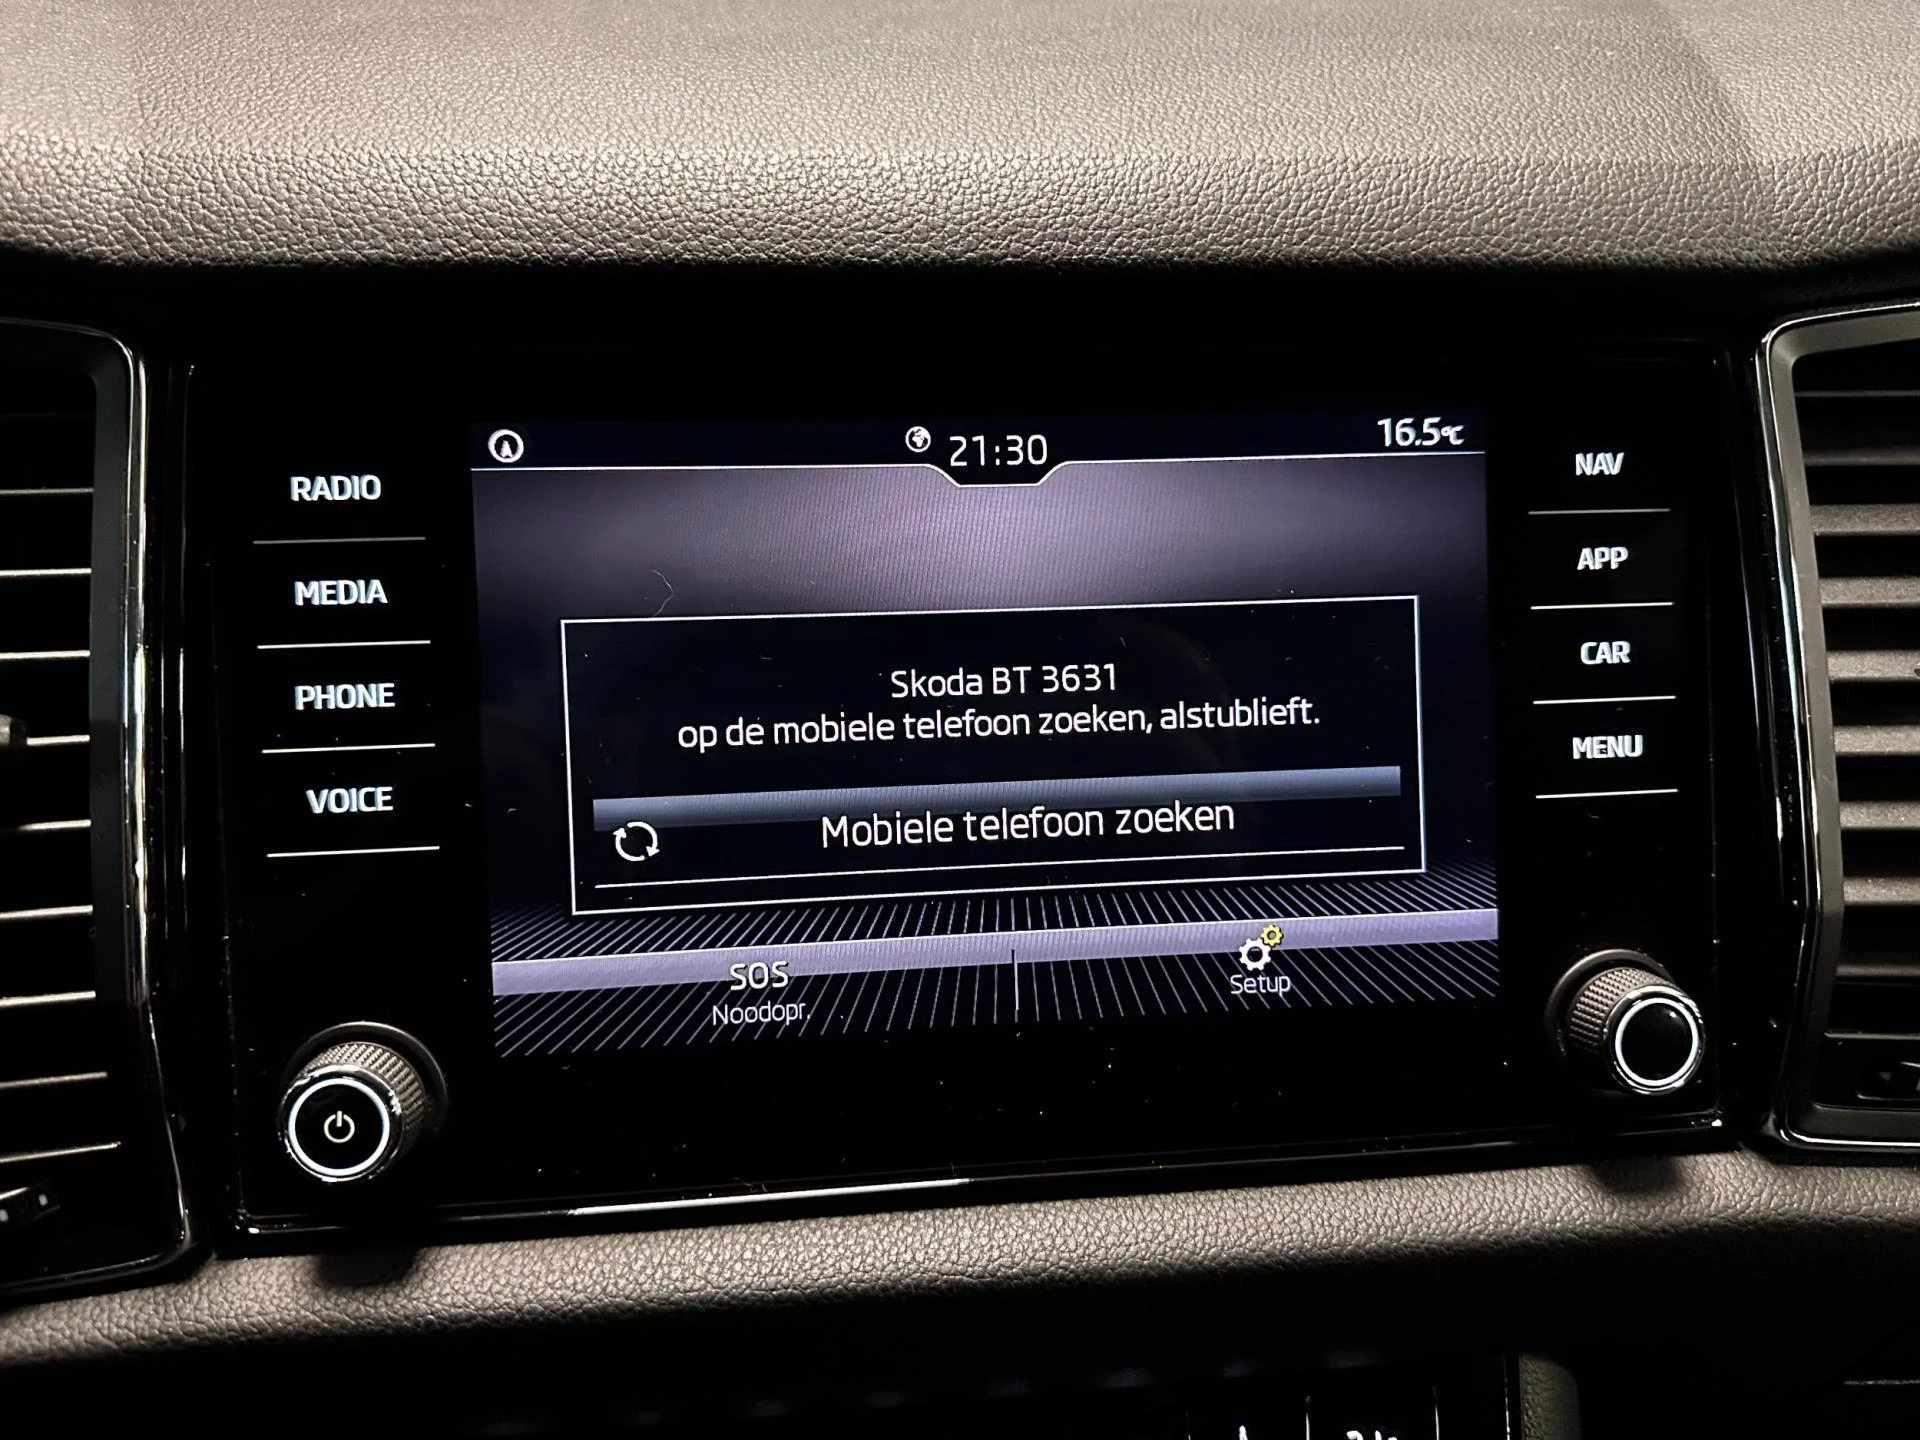 21:30
16.5°C
RADIO
MEDIA
PHONE
VOICE
NAV
APP
CAR
MENU
Skoda BT 3631
op de mobiele telefoon zoeken, alstublieft.
Mobiele telefoon zoeken
SOS
Noodopr.
Setup